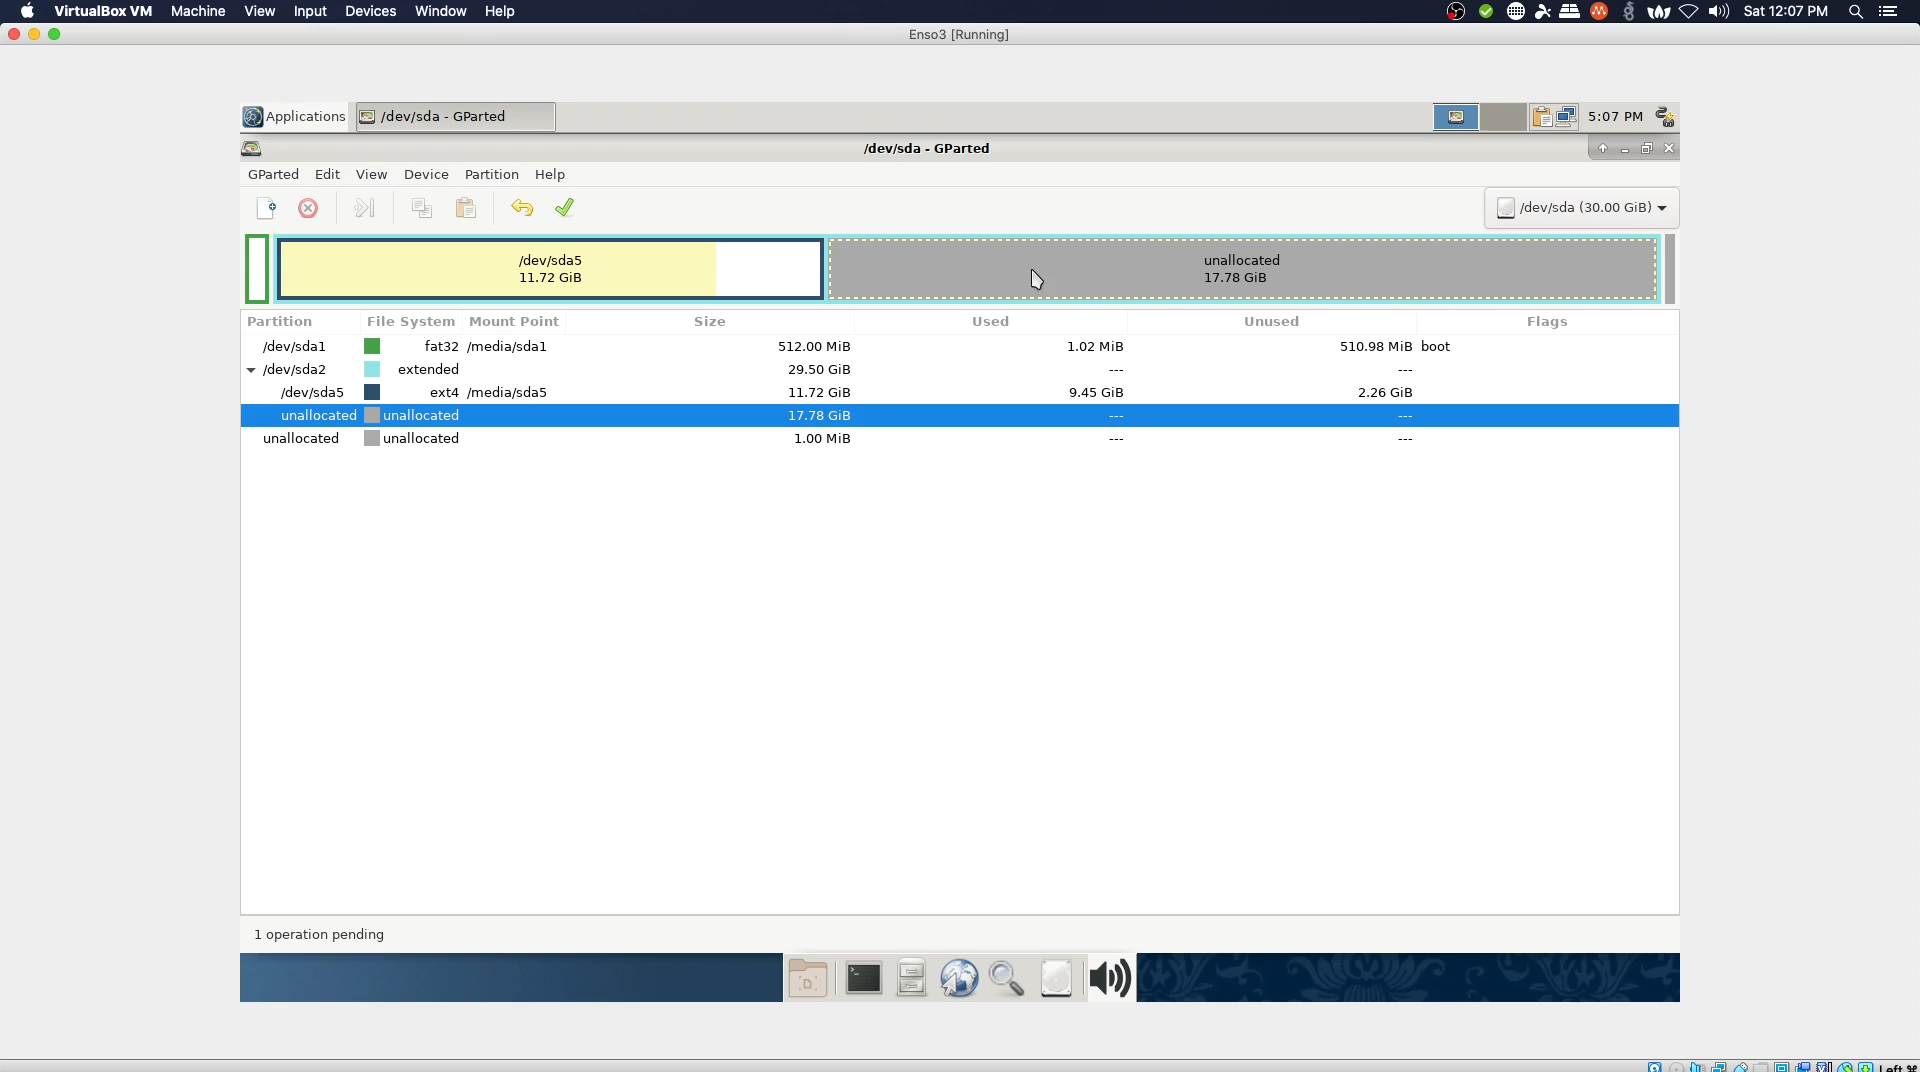 VirtualBox VM Machine View Input Devices Window Help Sat 12:07 PM
Enso3 [Running]
Applications /dev/sda - GParted 5:07 PM
/dev/sda - GParted
GParted Edit View Device Partition Help
/dev/sda (30.00 GiB)
/dev/sda5 unallocated
11.72 GiB 17.78 GiB
Partition File System Mount Point Size Used Unused Flags
/dev/sda1 fat32 /media/sda1 512.00 MiB 1.02 MiB 510.98 MiB boot
/dev/sda2 extended 29.50 GiB --- ---
/dev/sda5 ext4 /media/sda5 11.72 GiB 9.45 GiB 2.26 GiB
unallocated unallocated 17.78 GiB --- ---
unallocated unallocated 1.00 MiB --- ---
1 operation pending
Left ⌘